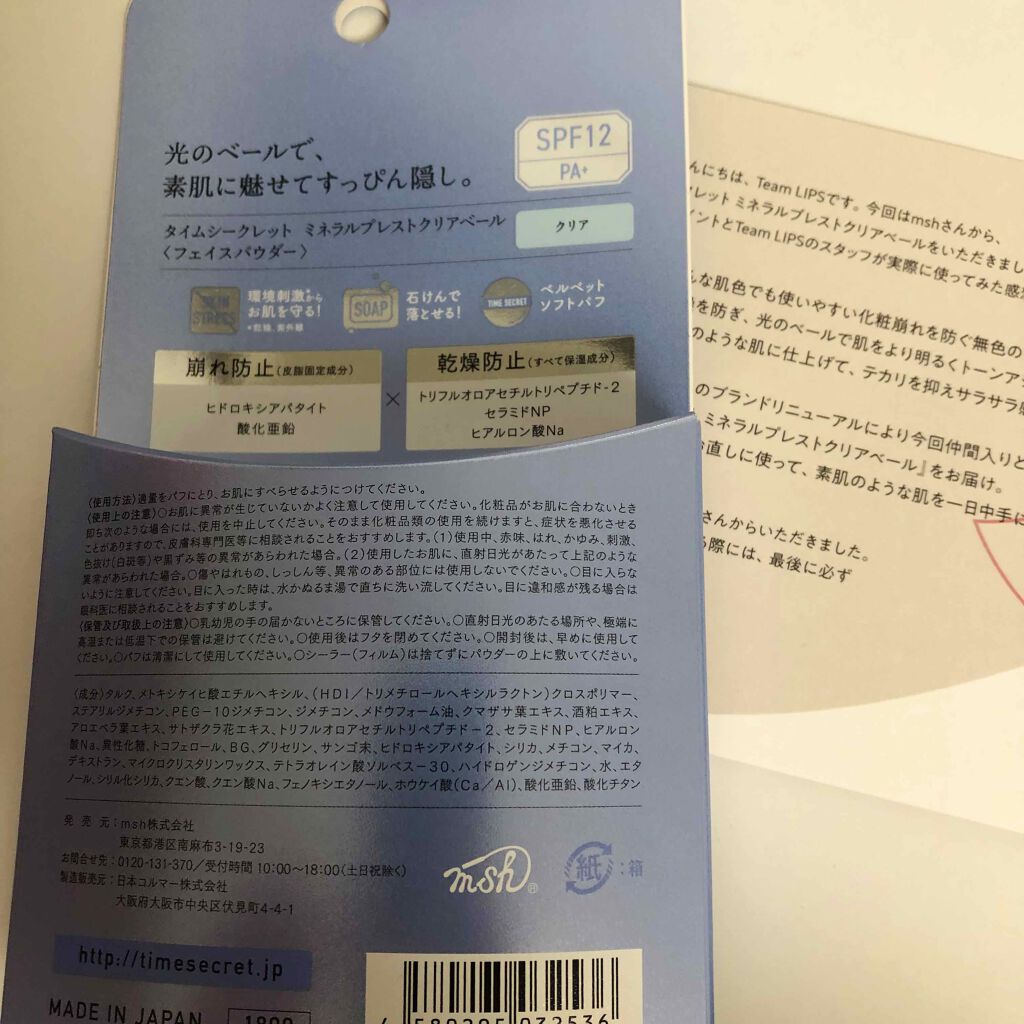 光のベールで、
素肌に魅せてすっぴん隠し。
SPF12
PA+
タイムシークレット ミネラルプレストクリアベール
〈フェイスパウダー〉
クリア
SKIN
STRESS
環境刺激*から
お肌を守る!
*乾燥、紫外線
SOAP
石けんで
落とせる!
TIME SECRET
ベルベット
ソフトパフ
崩れ防止(皮脂固定成分)
ヒドロキシアパタイト
酸化亜鉛
×
乾燥防止(すべて保湿成分)
トリフルオロアセチルトリペプチド-2
セラミドNP
ヒアルロン酸Na
〈使用方法〉適量をパフにとり、お肌にすべらせるようにつけてください。
〈使用上の注意〉○お肌に異常が生じていないかよく注意して使用してください。化粧品がお肌に合わないとき
即ち次のような場合には、使用を中止してください。そのまま化粧品類の使用を続けますと、症状を悪化させる
ことがありますので、皮膚科専門医等に相談されることをおすすめします。(1)使用中、赤味、はれ、かゆみ、刺激、
色抜け(白斑等)や黒ずみ等の異常があらわれた場合。(2)使用したお肌に、直射日光があたって上記のような
異常があらわれた場合。○傷やはれもの、しっしん等、異常のある部位には使用しないでください。○目に入らな
いように注意してください。目に入った時は、水かぬるま湯で直ちに洗い流してください。目に違和感が残る場合は
眼科医に相談されることをおすすめします。
〈保管及び取扱上の注意〉○乳幼児の手の届かないところに保管してください。○直射日光のあたる場所や、極端に
高温または低温下での保管は避けてください。○使用後はフタを閉めてください。○開封後は、早めに使用して
ください。○パフは清潔にして使用してください。○シーラー(フィルム)は捨てずにパウダーの上に敷いてください。
〈成分〉タルク、メトキシケイヒ酸エチルヘキシル、(HDI/トリメチロールヘキシルラクトン)クロスポリマー、
ステアリルジメチコン、PEG-10ジメチコン、ジメチコン、メドウフォーム油、クマザサ葉エキス、酒粕エキス、
アロエベラ葉エキス、サトザクラ花エキス、トリフルオロアセチルトリペプチド-2、セラミドNP、ヒアルロン
酸Na、異性化糖、トコフェロール、BG、グリセリン、サンゴ末、ヒドロキシアパタイト、シリカ、メチコン、マイカ、
デキストラン、マイクロクリスタリンワックス、テトラオレイン酸ソルベス-30、ハイドロゲンジメチコン、水、エタ
ノール、シリル化シリカ、クエン酸、クエン酸Na、フェノキシエタノール、ホウケイ酸(Ca/Al)、酸化亜鉛、酸化チタン
発 売 元:msh株式会社
東京都港区南麻布3-19-23
お問合せ先:0120-131-370/受付時間 10:00~18:00(土日祝除く)
製造販売元:日本コルマー株式会社
大阪府大阪市中央区伏見町4-4-1
msh®
紙:箱
http://timesecret.jp
MADE IN JAPAN
1800
4 589205 032536
んにちは、Team LIPSです。今回はmshさんから、
クレット ミネラルプレストクリアベールをいただきまし
イントとTeam LIPSのスタッフが実際に使ってみた感想
んな肌色でも使いやすい化粧崩れを防ぐ無色の
を防ぎ、光のベールで肌をより明るくトーンア
のような肌に仕上げて、テカリを抑えサラサラ
のブランドリニューアルにより今回仲間入りと
ミネラルプレストクリアベール』をお届け。
お直しに使って、素肌のような肌を一日中手に
さんからいただきました。
る際には、最後に必ず